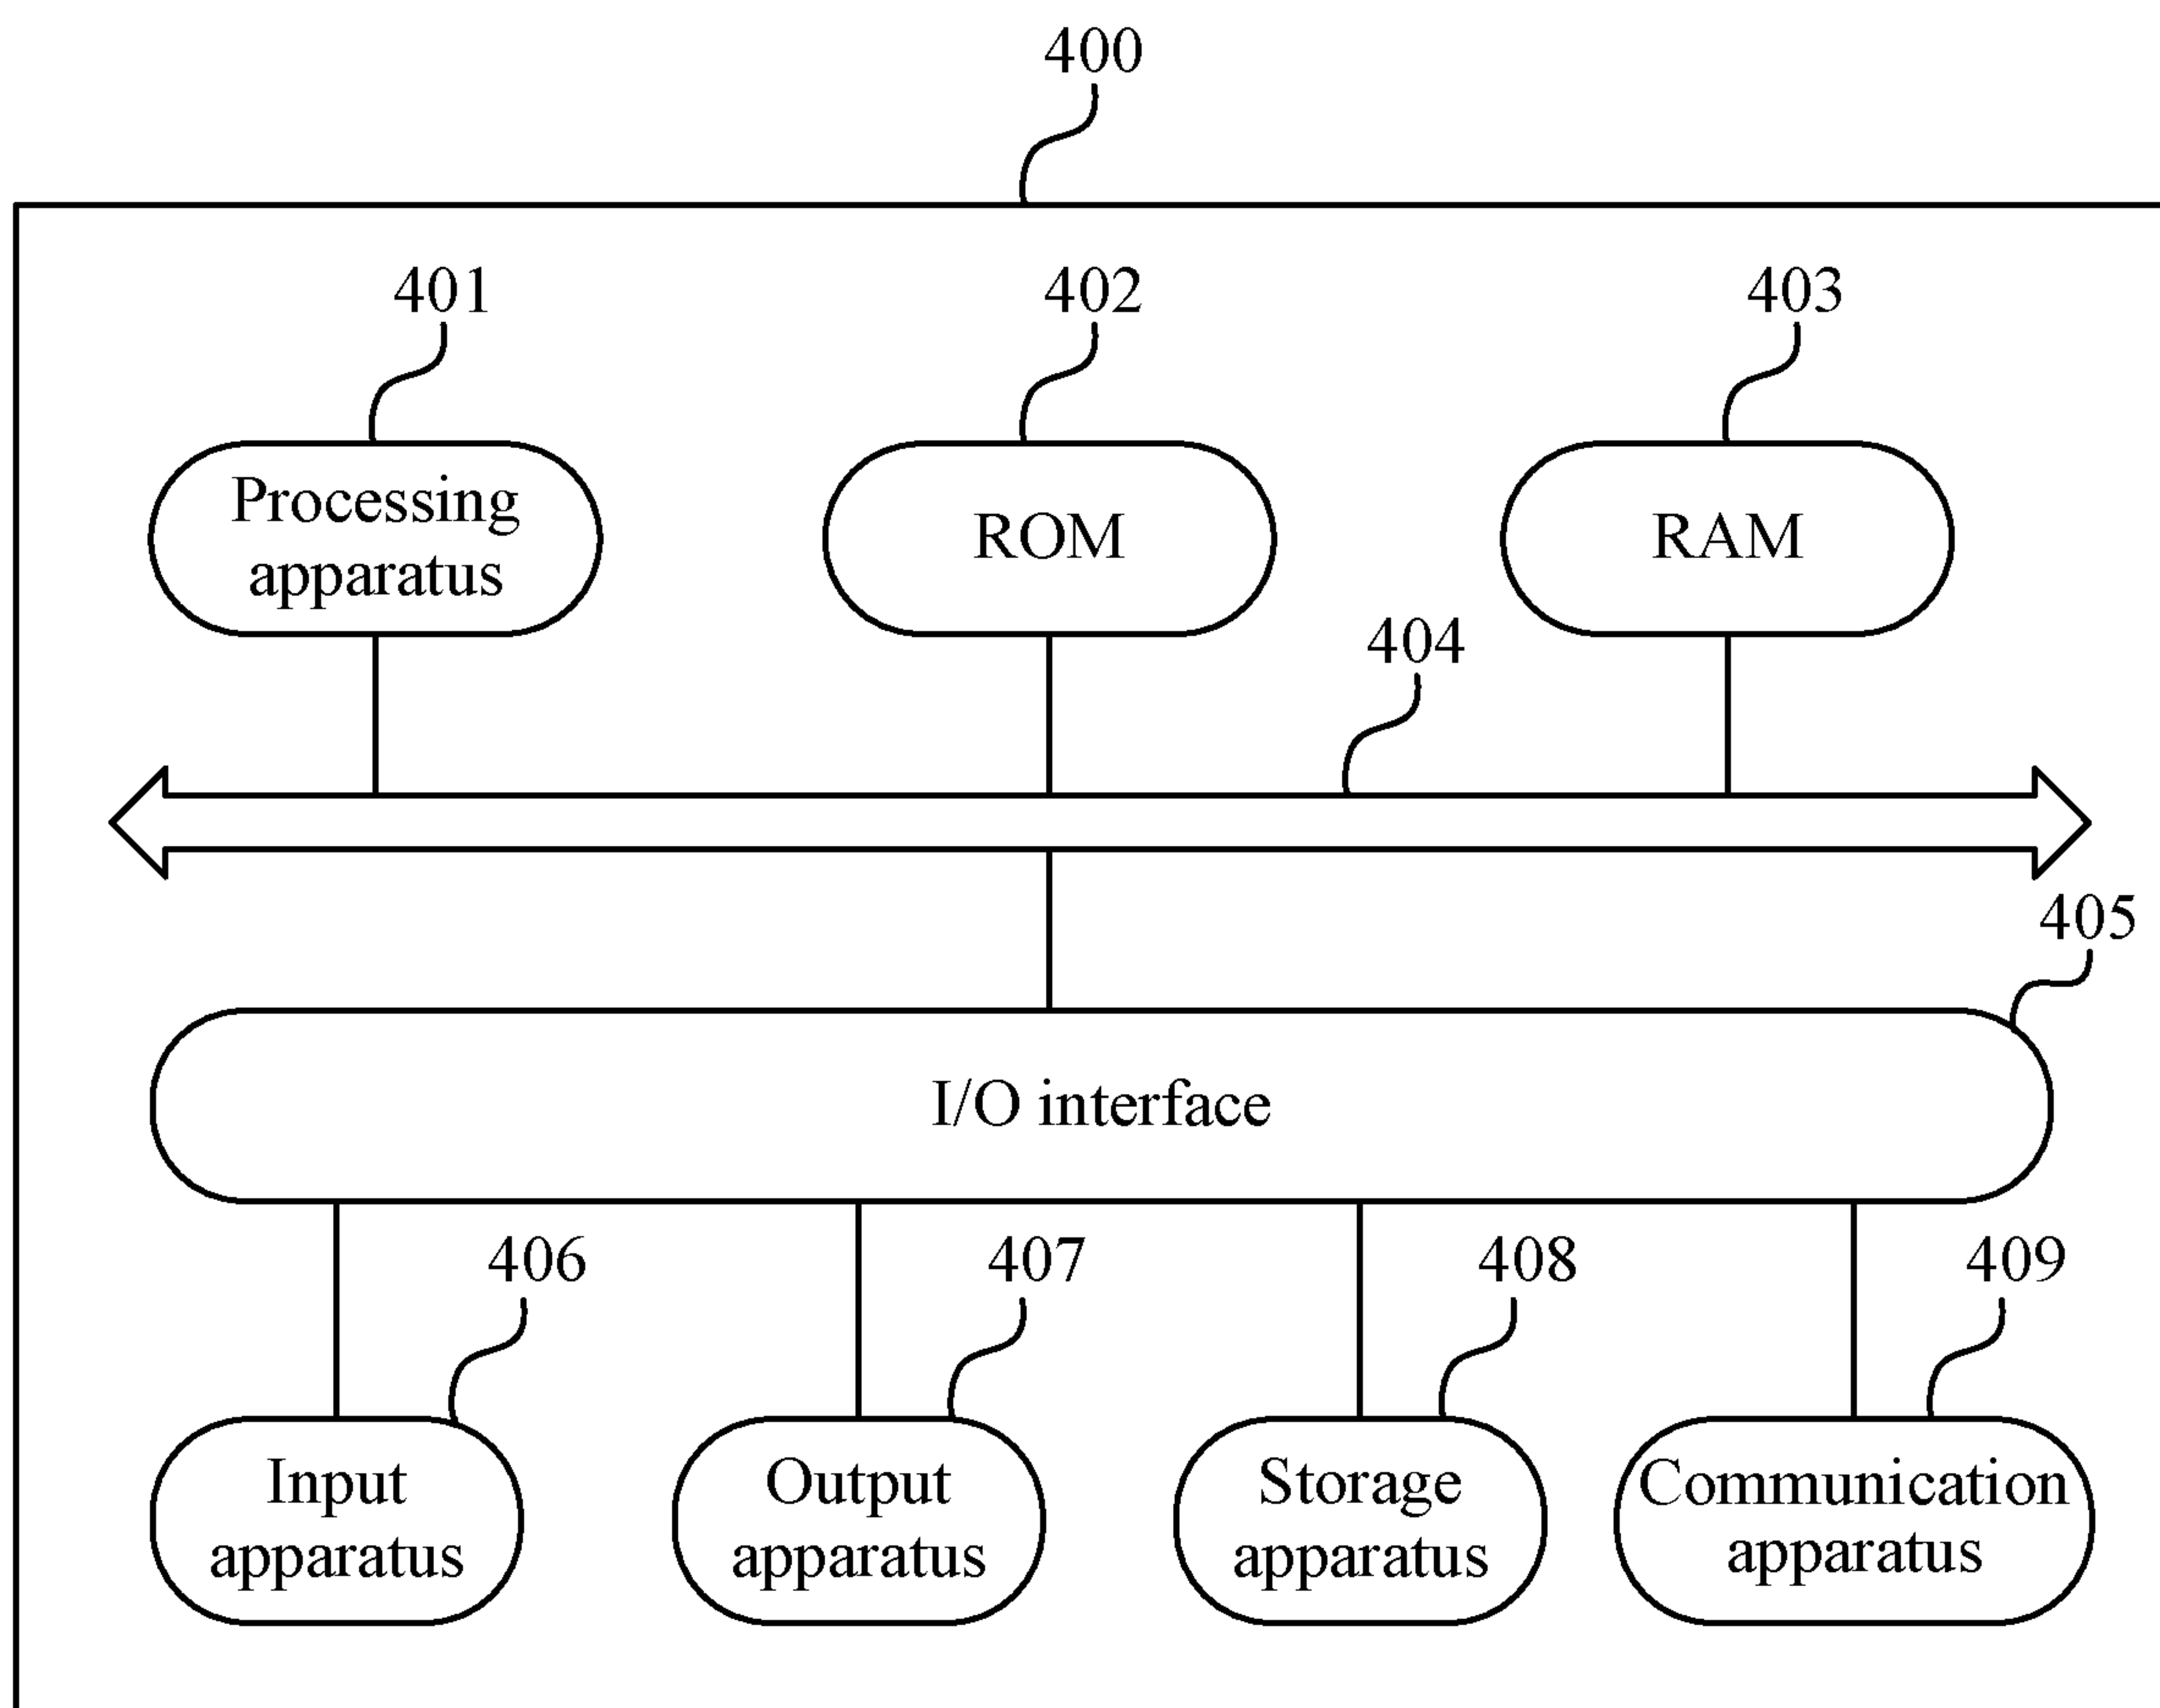 400
401
402
403
Processing
apparatus
ROM
RAM
404
405
I/O interface
406
407
408
409
Input
apparatus
Output
apparatus
Storage
apparatus
Communication
apparatus